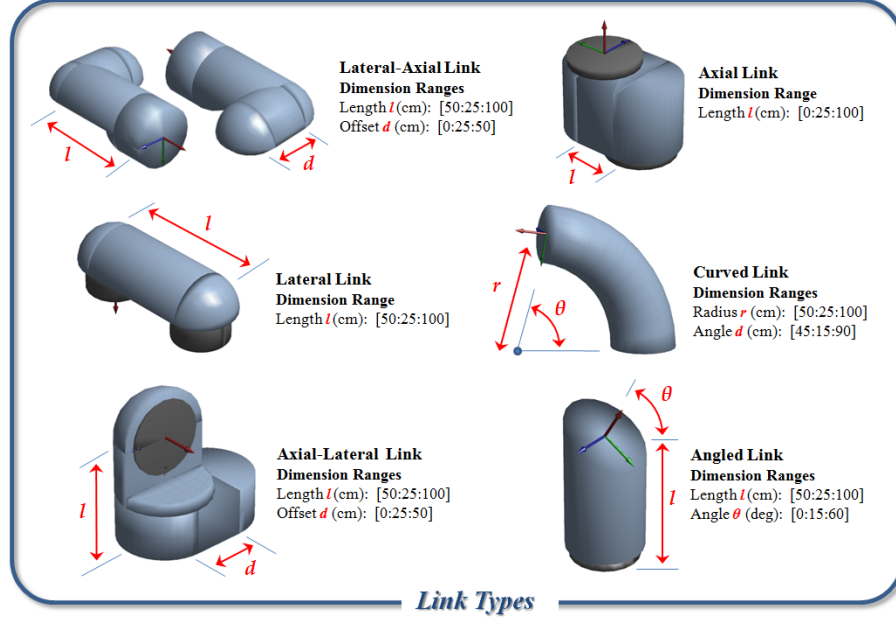 Lateral-Axial Link
Dimension Ranges
Length l (cm): [50:25:100]
Offset d (cm): [0:25:50]
l
d
Axial Link
Dimension Range
Length l (cm): [0:25:100]
l
l
Lateral Link
Dimension Range
Length l (cm): [50:25:100]
r
θ
Curved Link
Dimension Ranges
Radius r (cm): [50:25:100]
Angle d (cm): [45:15:90]
l
d
Axial-Lateral Link
Dimension Ranges
Length l (cm): [50:25:100]
Offset d (cm): [0:25:50]
θ
l
Angled Link
Dimension Ranges
Length l (cm): [50:25:100]
Angle θ (deg): [0:15:60]
Link Types